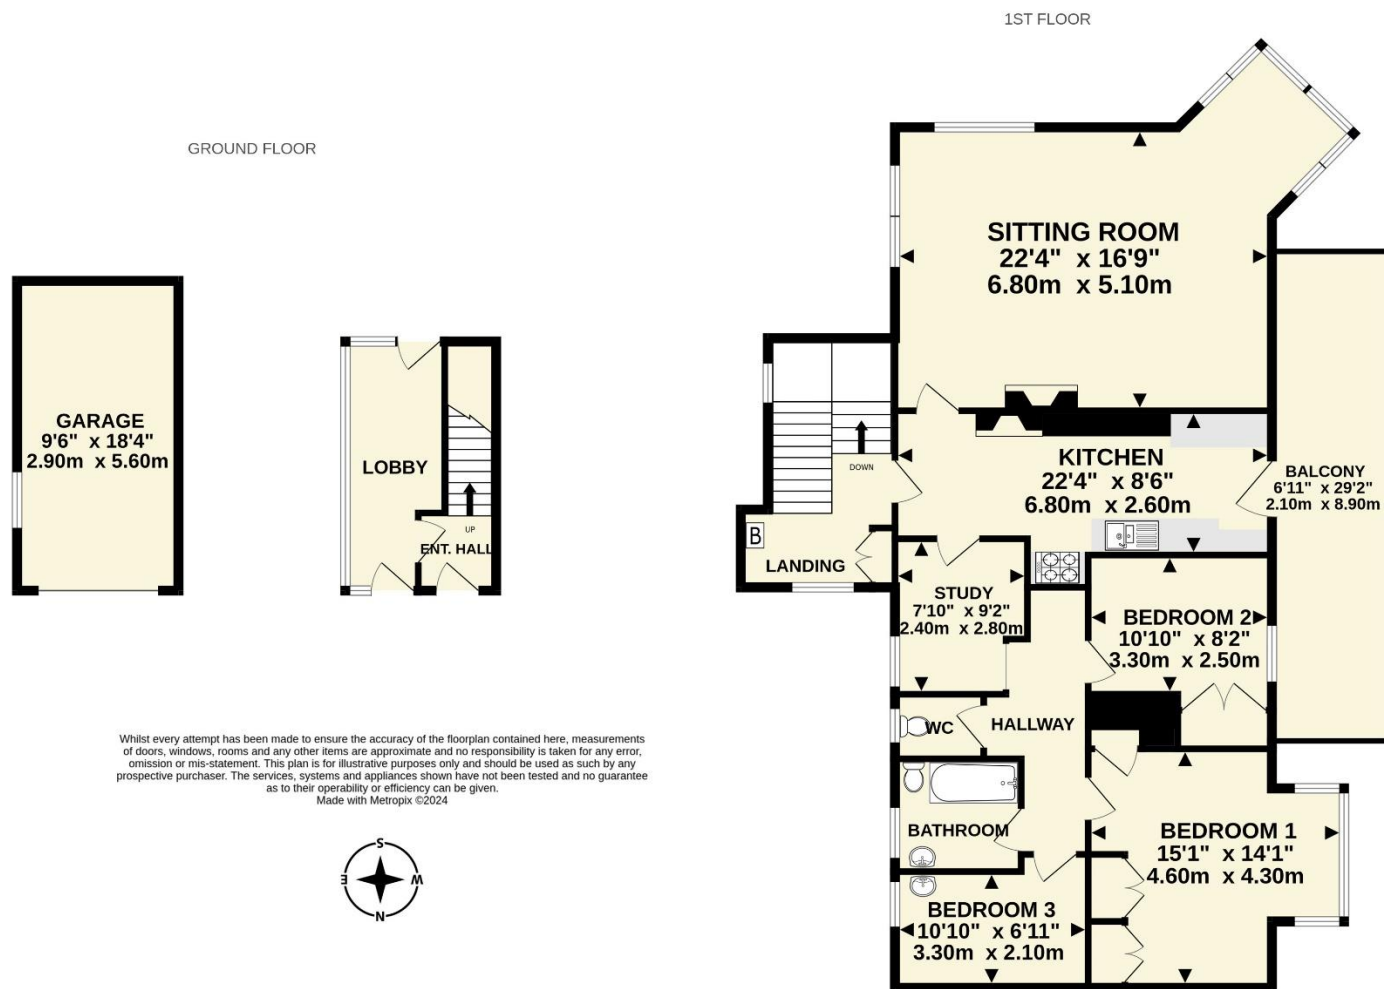 1ST FLOOR
GROUND FLOOR
GARAGE
9'6" x 18'4"
2.90m x 5.60m
LOBBY
UP
ENT. HALL
SITTING ROOM
22'4" x 16'9"
6.80m x 5.10m
DOWN
B
LANDING
KITCHEN
22'4" x 8'6"
6.80m x 2.60m
BALCONY
6'11" x 29'2"
2.10m x 8.90m
STUDY
7'10" x 9'2"
2.40m x 2.80m
BEDROOM 2
10'10" x 8'2"
3.30m x 2.50m
WC
HALLWAY
BATHROOM
BEDROOM 1
15'1" x 14'1"
4.60m x 4.30m
BEDROOM 3
10'10" x 6'11"
3.30m x 2.10m
Whilst every attempt has been made to ensure the accuracy of the floorplan contained here, measurements
of doors, windows, rooms and any other items are approximate and no responsibility is taken for any error,
omission or mis-statement. This plan is for illustrative purposes only and should be used as such by any
prospective purchaser. The services, systems and appliances shown have not been tested and no guarantee
as to their operability or efficiency can be given.
Made with Metropix ©2024
S
E
W
N